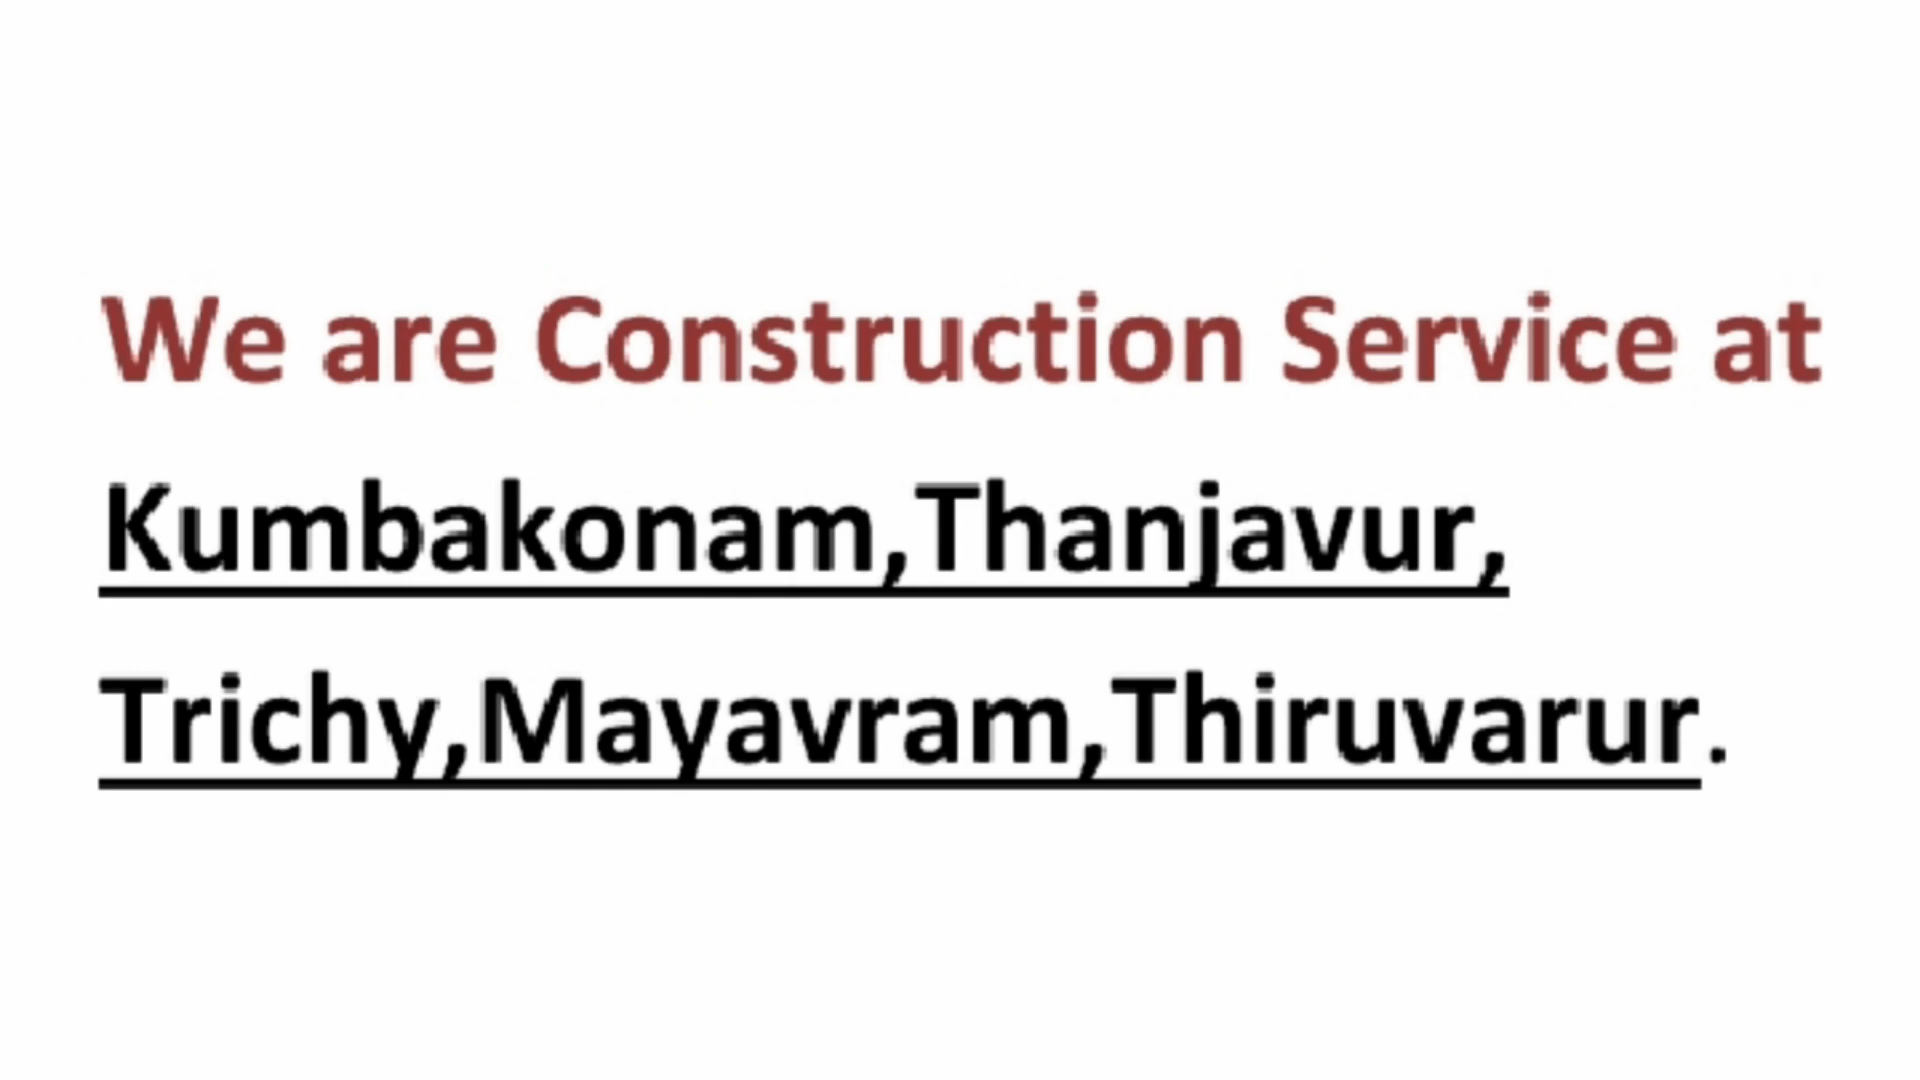 We are Construction Service at
Kumbakonam,Thanjavur,
Trichy,Mayavram,Thiruvarur.